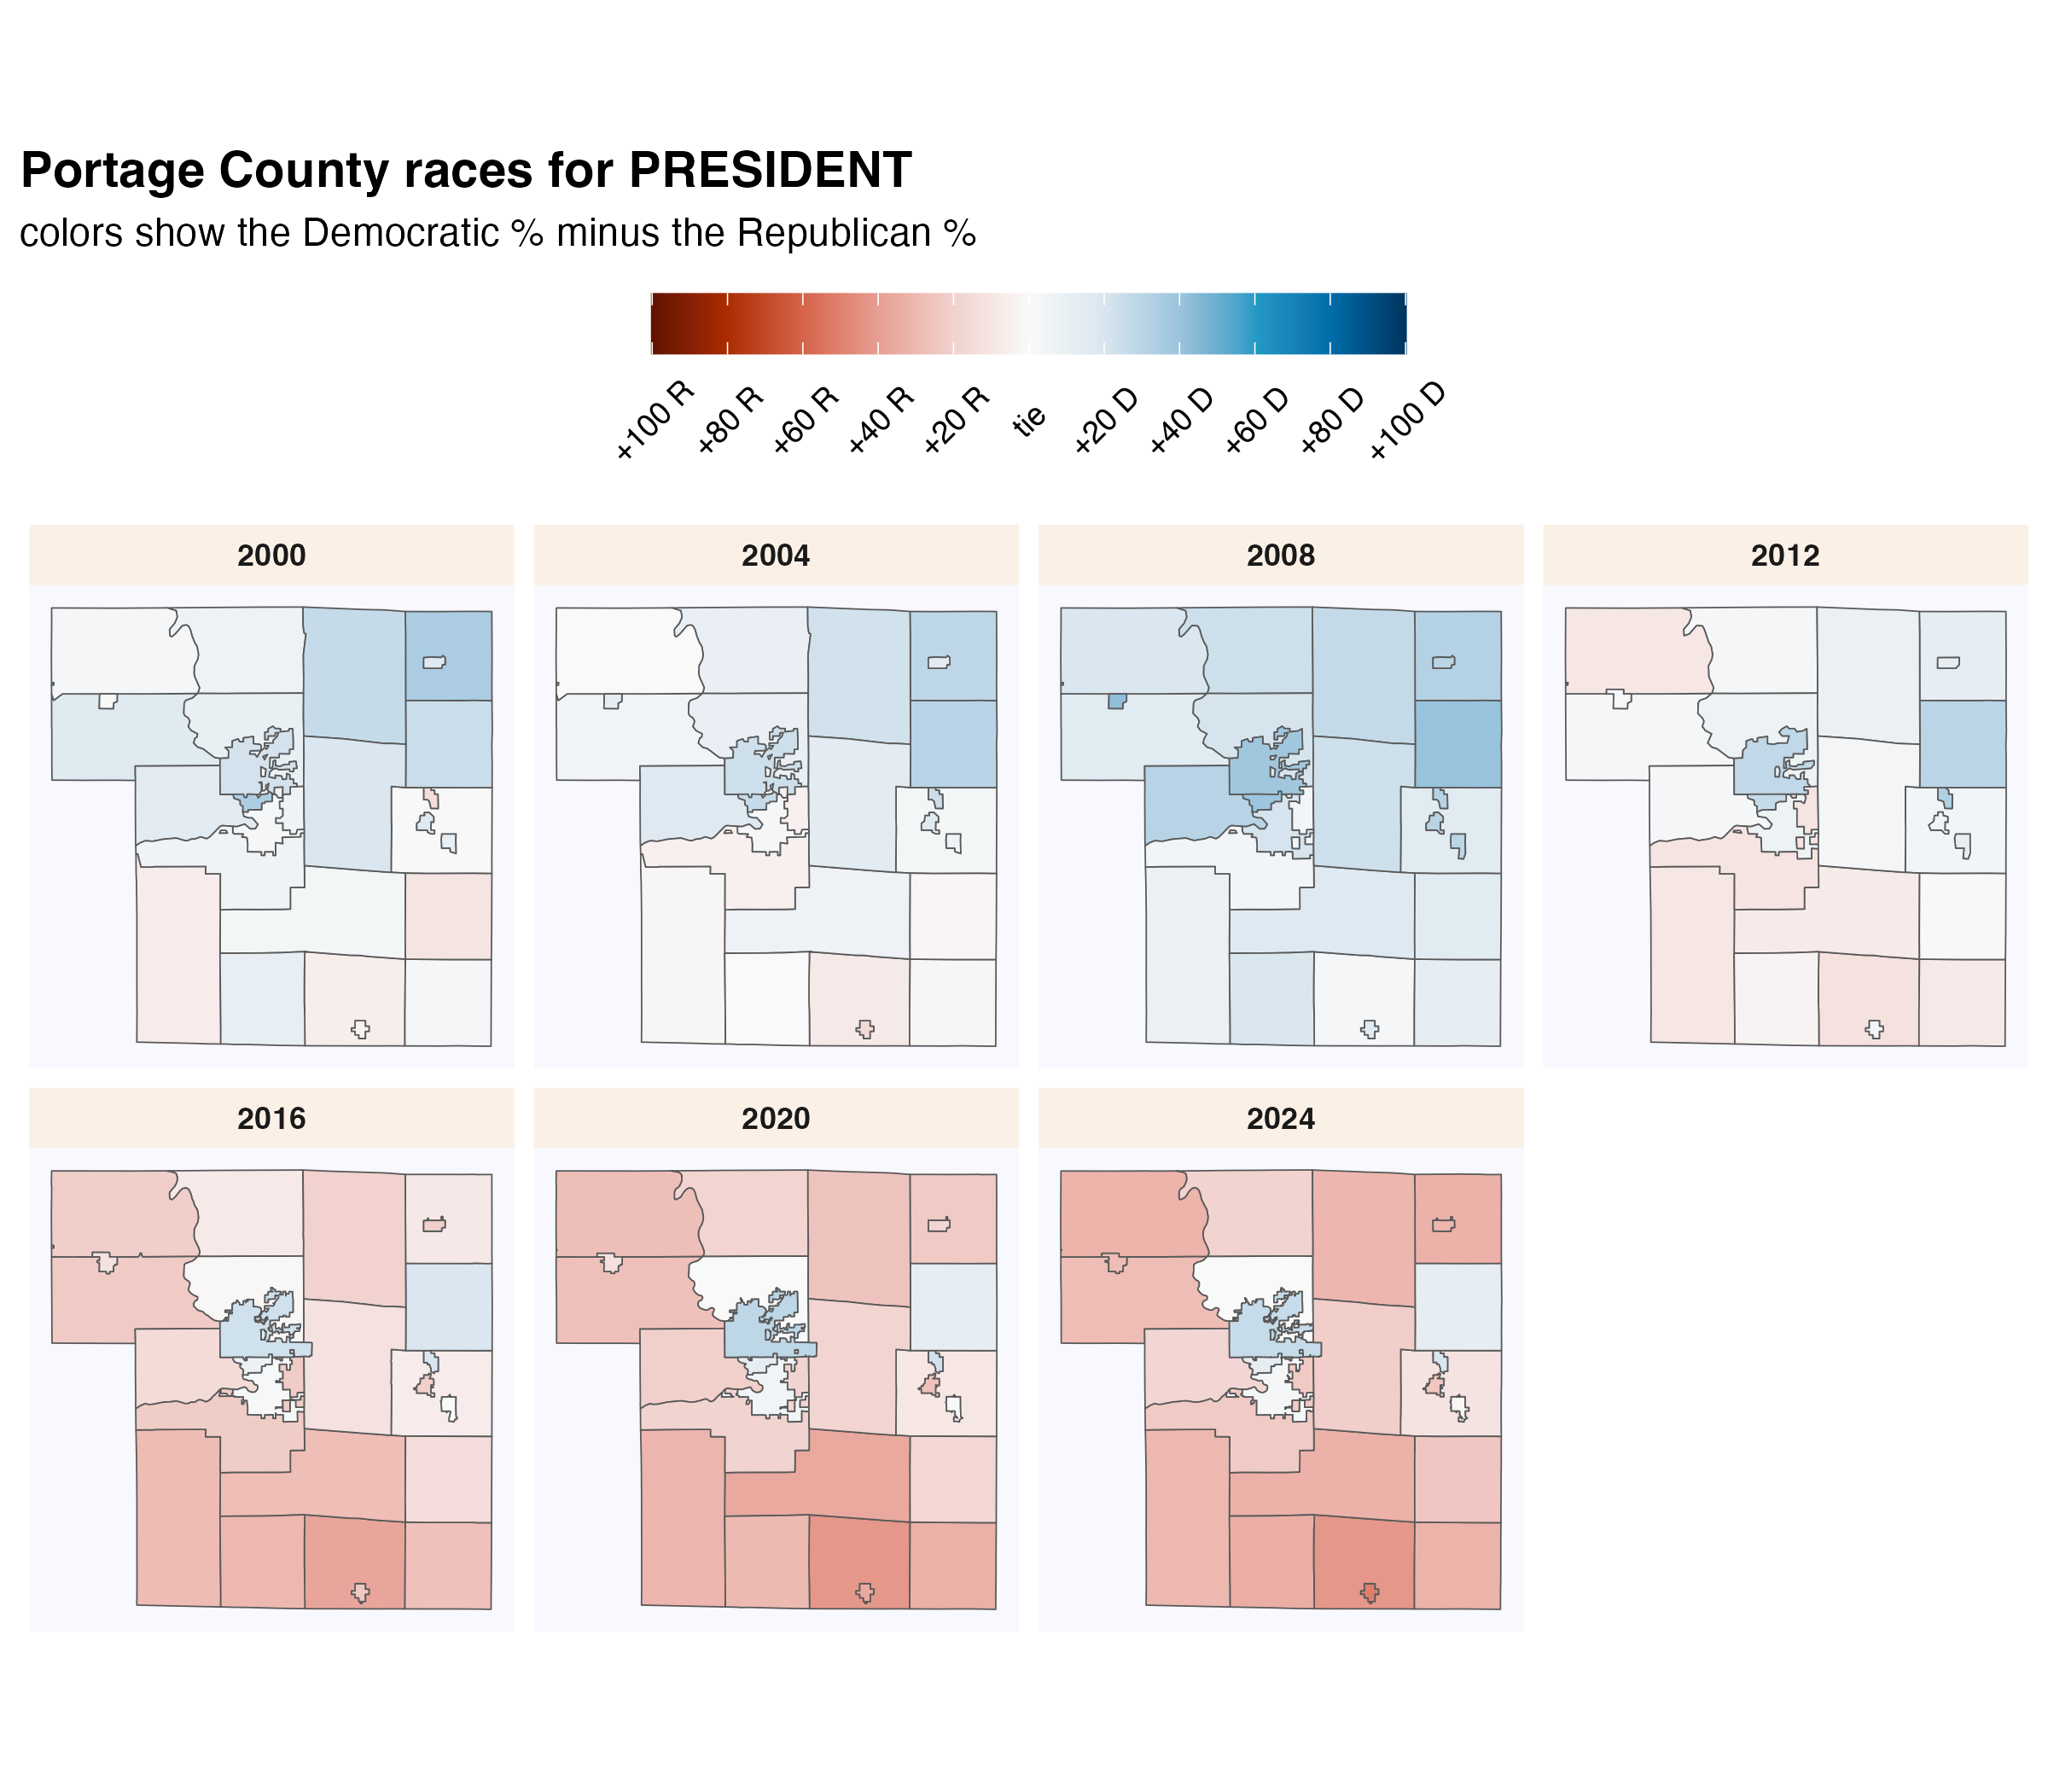 Portage County races for PRESIDENT
colors show the Democratic % minus the Republican %
+100 R +80 R +60 R +40 R +20 R tie +20 D +40 D +60 D +80 D +100 D
2000 2004 2008 2012
2016 2020 2024